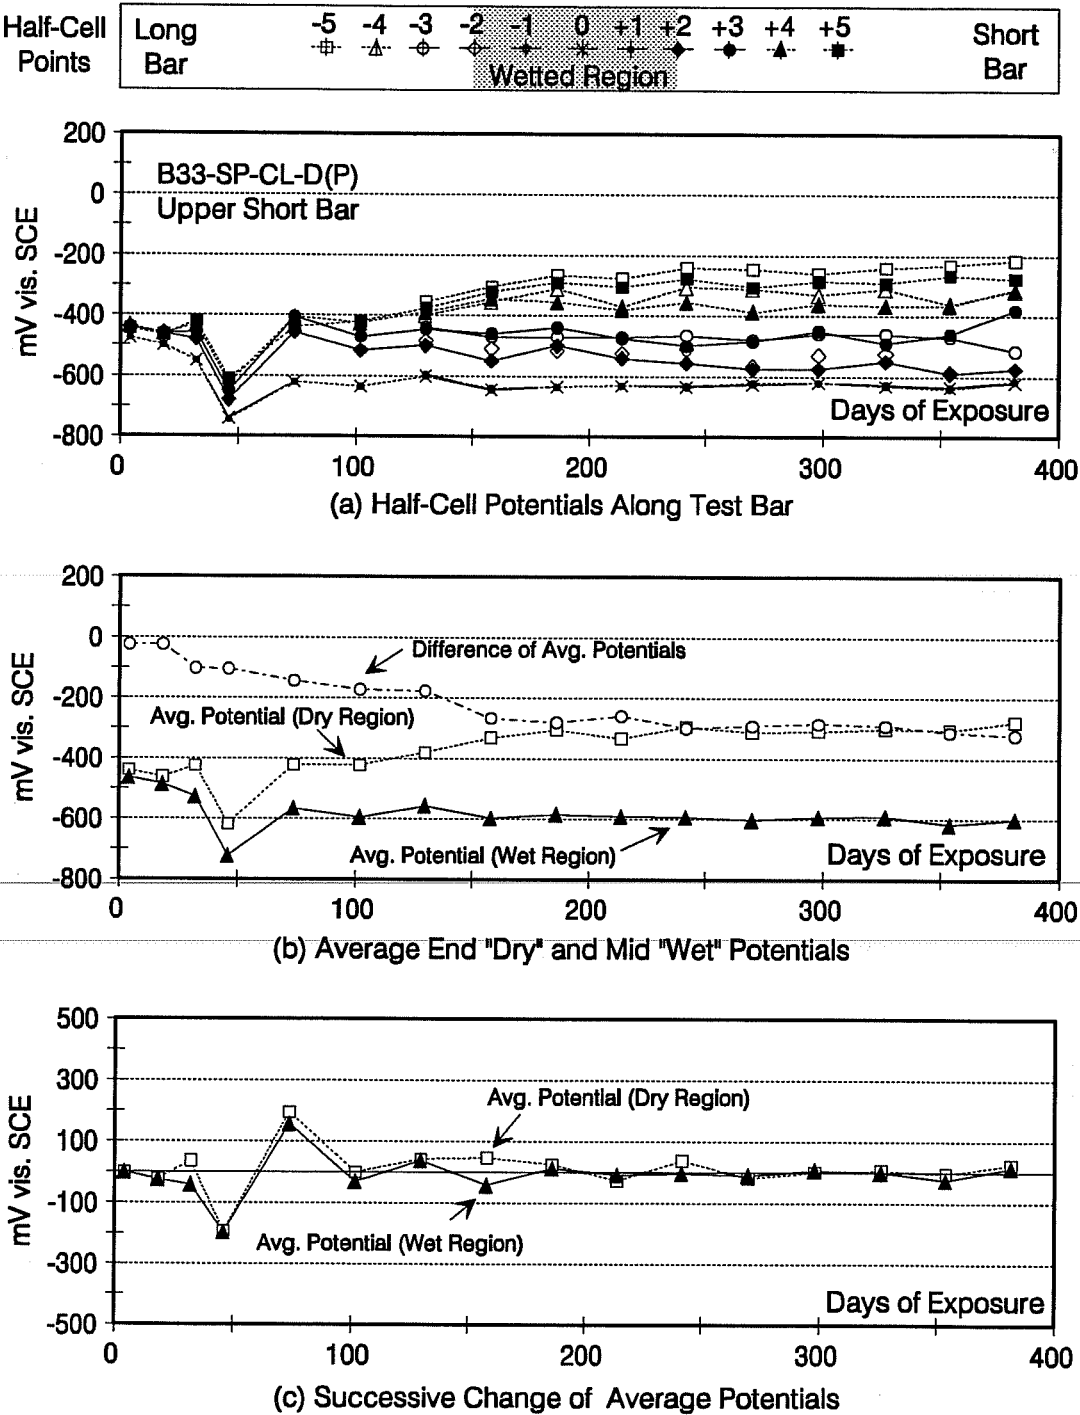 Half-Cell Points
Long Bar
-5 -4 -3 -2 -1 0 +1 +2 +3 +4 +5
Wetted Region
Short Bar
B33-SP-CL-D(P)
Upper Short Bar
mV vis. SCE
200
0
-200
-400
-600
-800
Days of Exposure
0 100 200 300 400
(a) Half-Cell Potentials Along Test Bar
mV vis. SCE
200
0
-200
-400
-600
-800
Difference of Avg. Potentials
Avg. Potential (Dry Region)
Avg. Potential (Wet Region)
Days of Exposure
0 100 200 300 400
(b) Average End "Dry" and Mid "Wet" Potentials
mV vis. SCE
500
300
100
-100
-300
-500
Avg. Potential (Dry Region)
Avg. Potential (Wet Region)
Days of Exposure
0 100 200 300 400
(c) Successive Change of Average Potentials